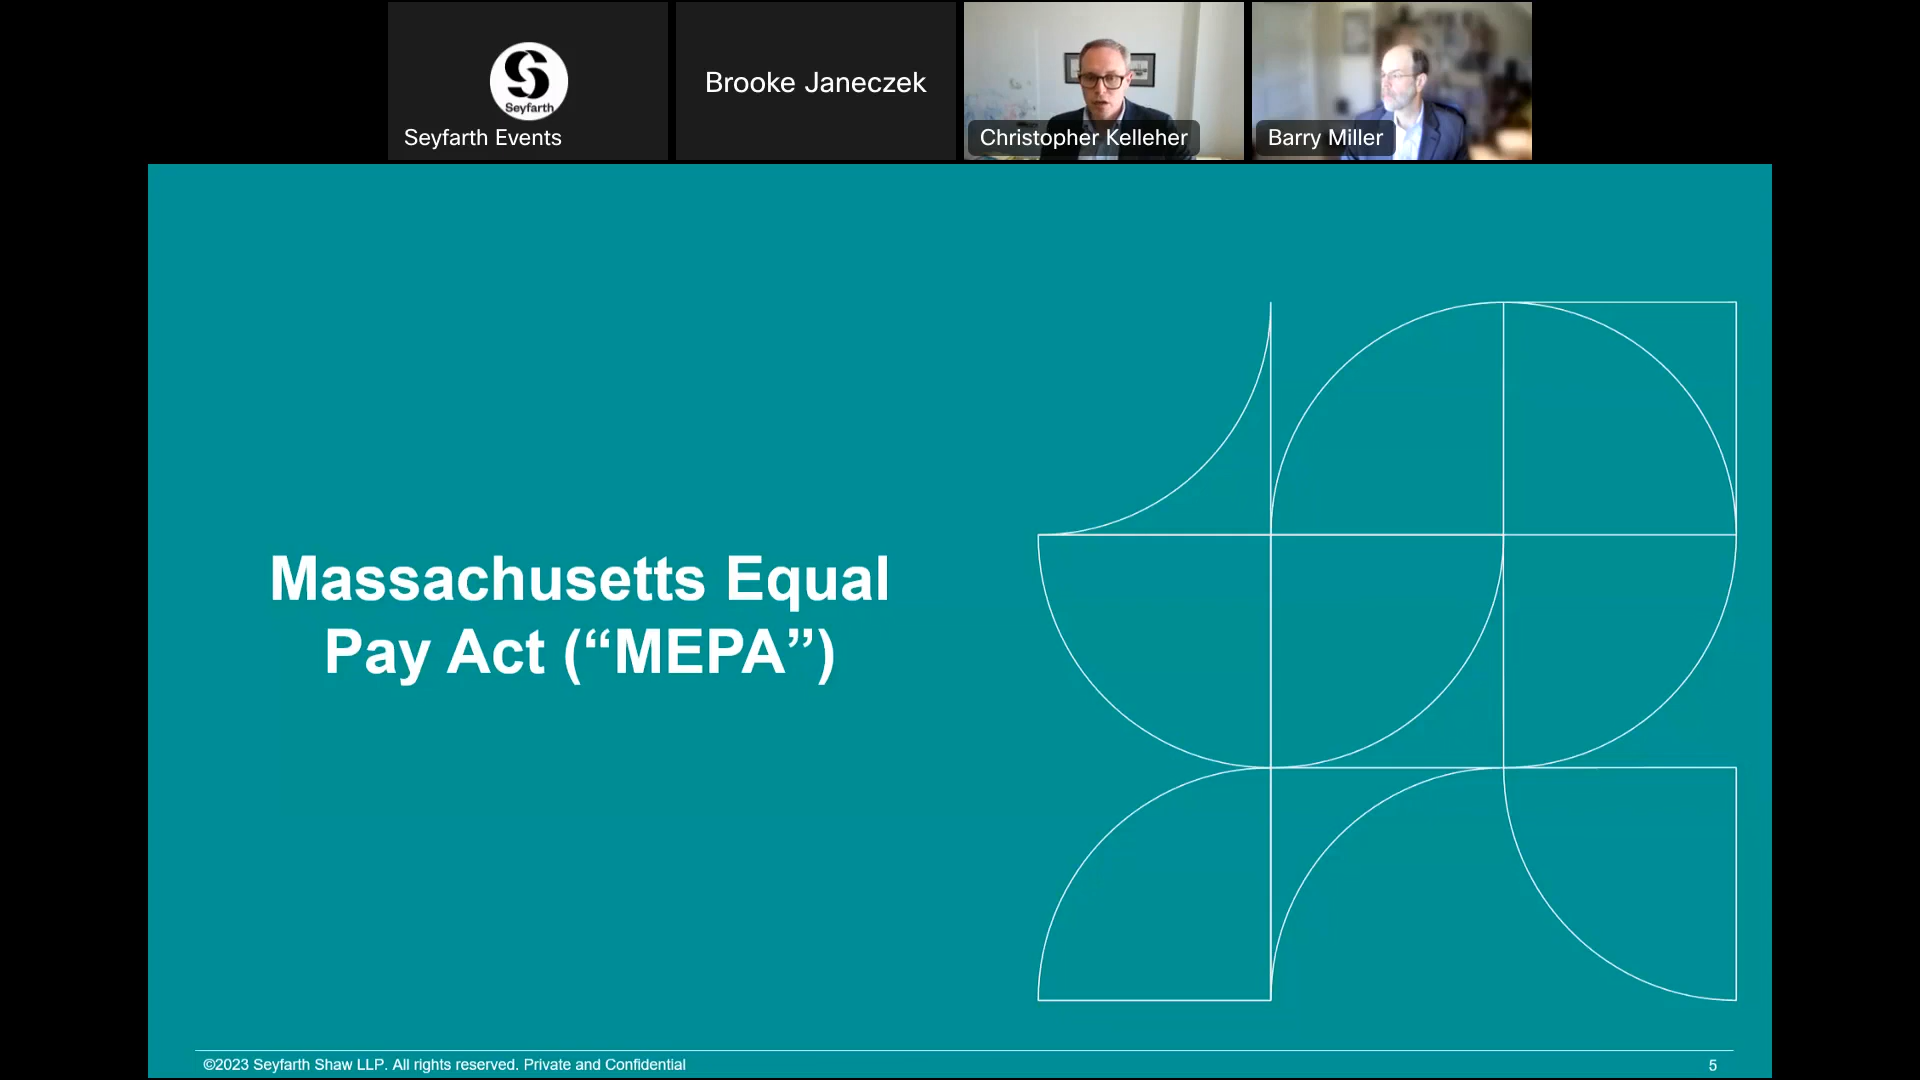 Seyfarth
Seyfarth Events
Brooke Janeczek
Christopher Kelleher
Barry Miller
Massachusetts Equal
Pay Act (“MEPA”)
©2023 Seyfarth Shaw LLP. All rights reserved. Private and Confidential
5